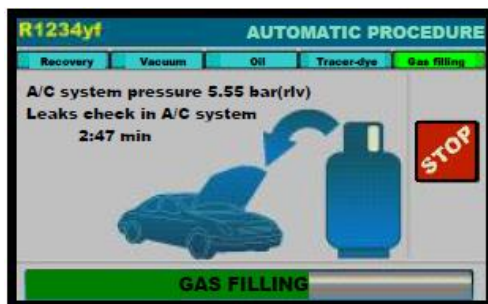 R1234yf AUTOMATIC PROCEDURE
Recovery Vacuum Oil Tracer-dye Gas filling
A/C system pressure 5.55 bar(rlv)
Leaks check in A/C system
2:47 min
STOP
GAS FILLING